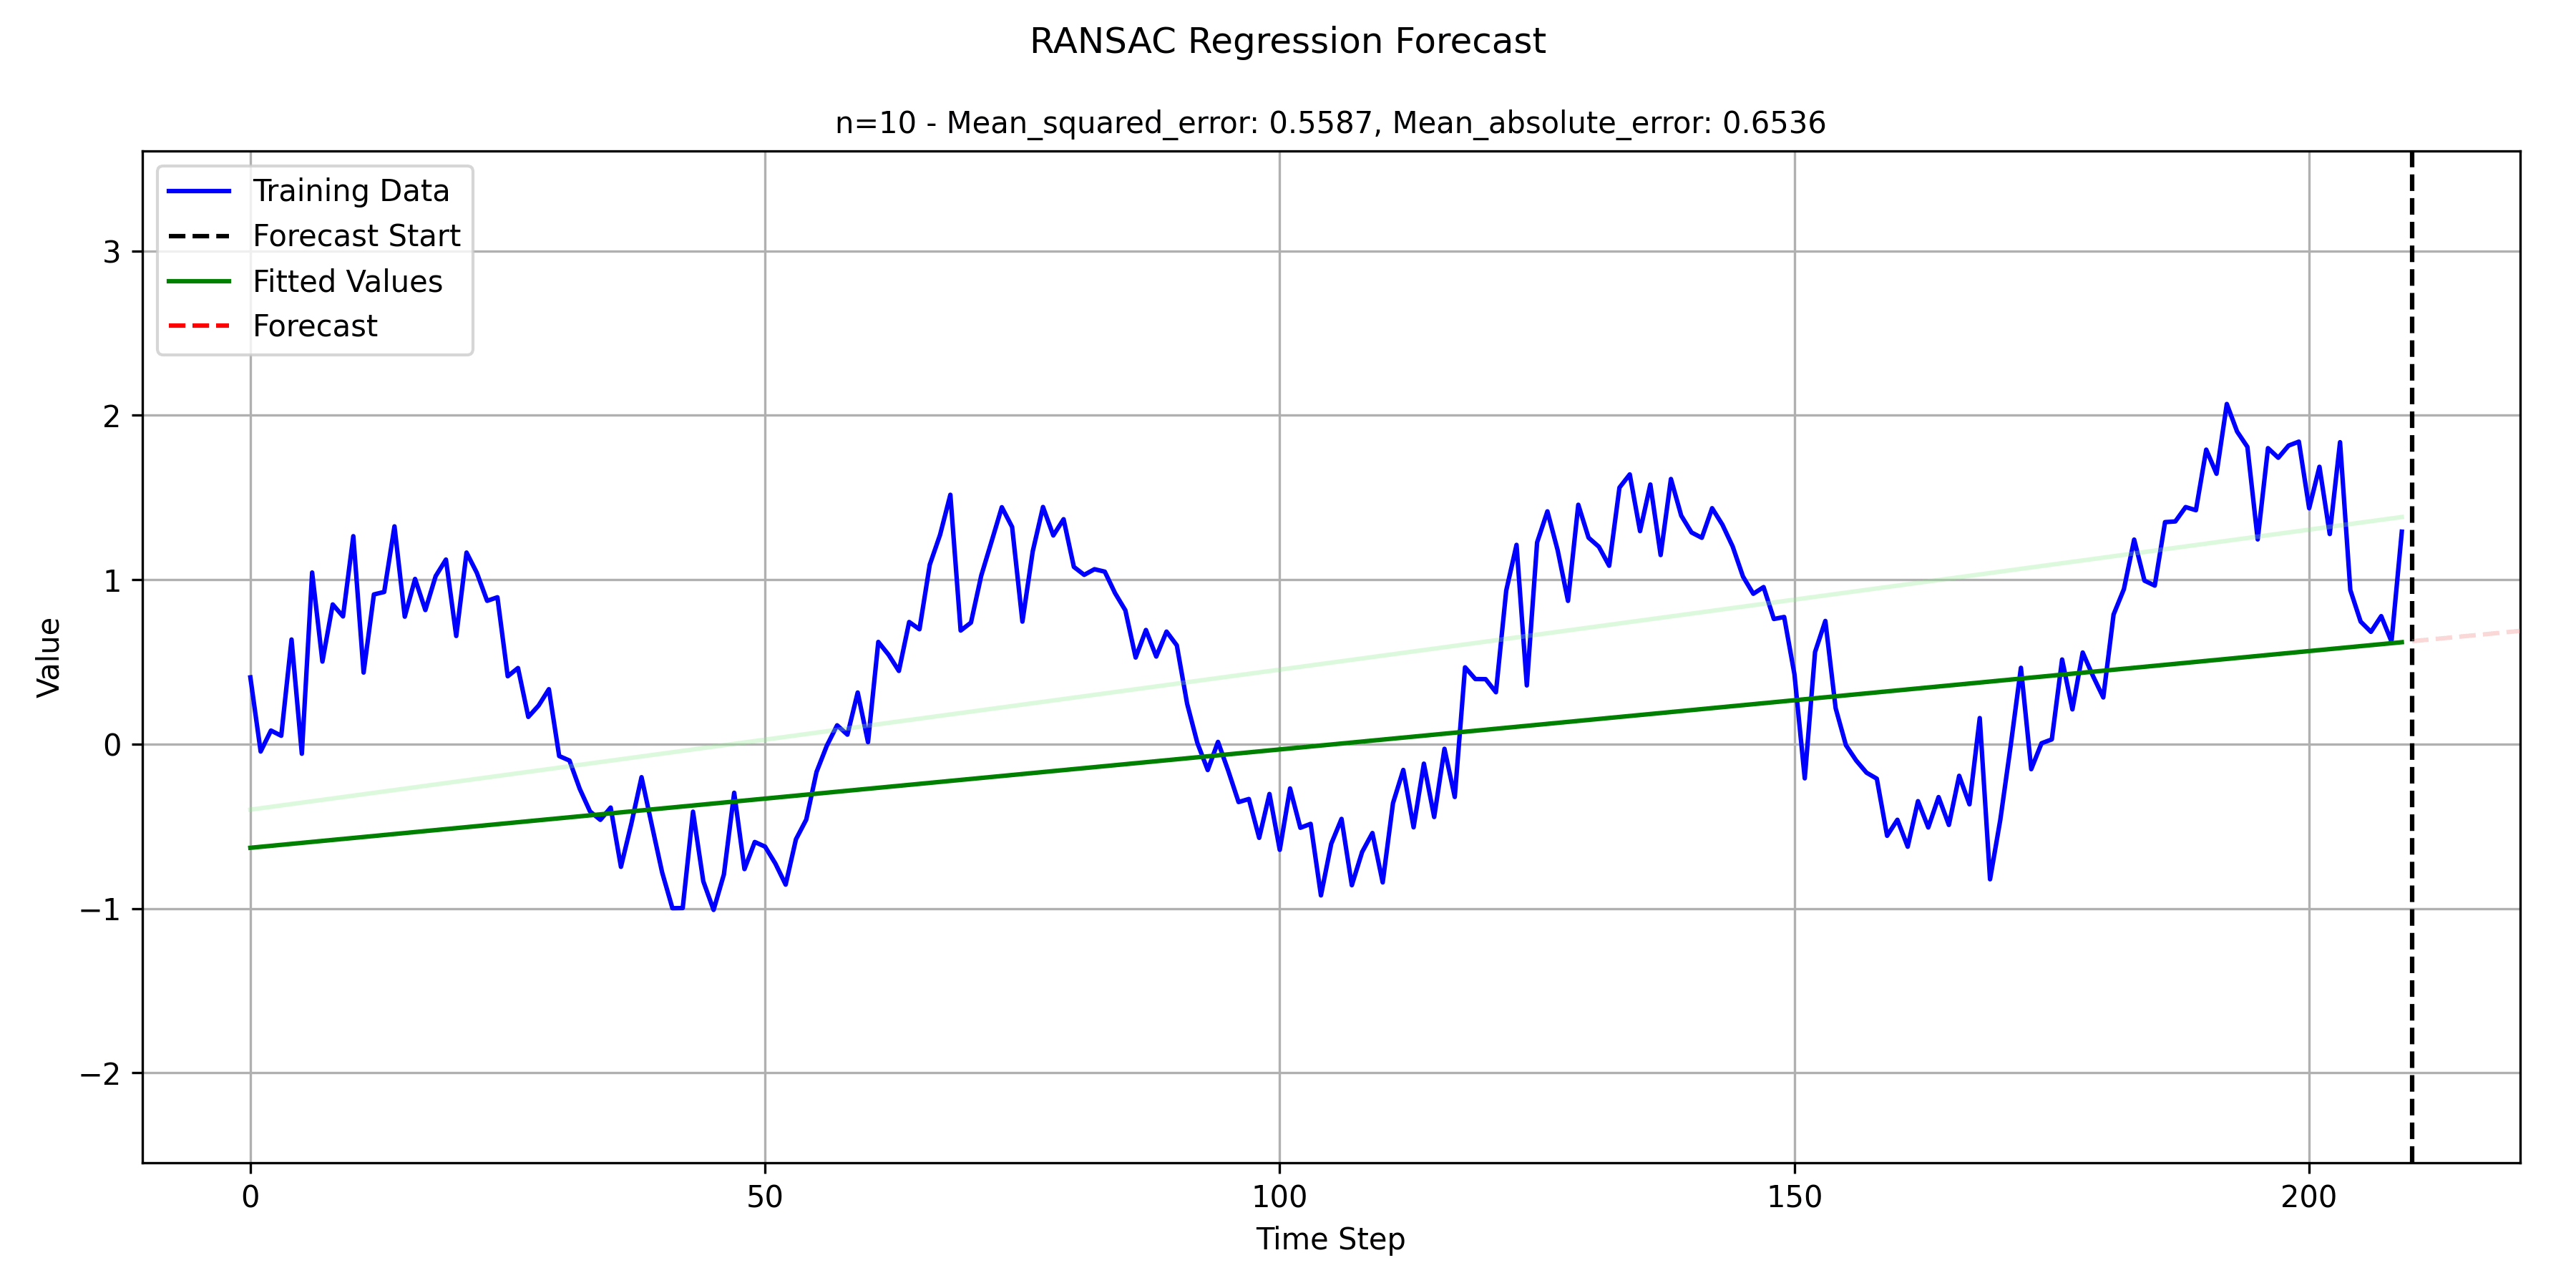 RANSAC Regression Forecast
n=10 - Mean_squared_error: 0.5587, Mean_absolute_error: 0.6536
Training Data
Forecast Start
Fitted Values
Forecast
Value
3
2
1
0
−1
−2
0 50 100 150 200
Time Step